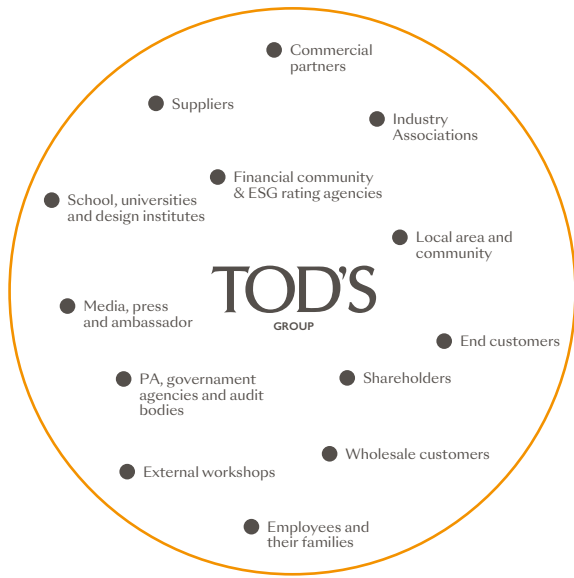 Commercial
partners
Suppliers
Industry
Associations
Financial community
& ESG rating agencies
School, universities
and design institutes
Local area and
community
TOD'S
GROUP
Media, press
and ambassador
End customers
PA, governament
agencies and audit
bodies
Shareholders
Wholesale customers
External workshops
Employees and
their families